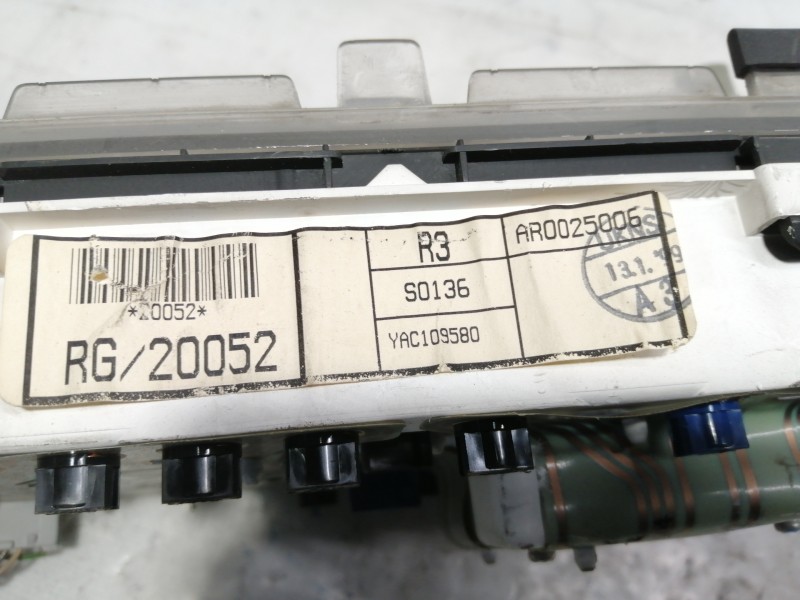 *20052*
RG/20052
R3
S0136
YAC109580
AR0025006
13.1.
A 3